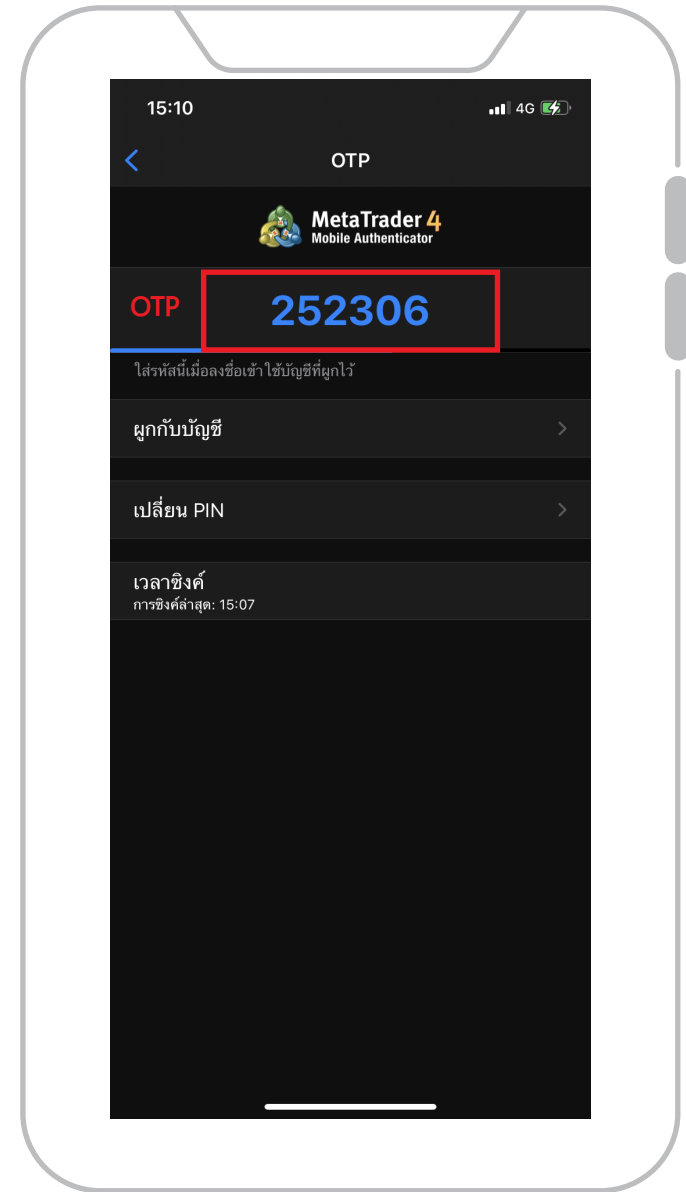 15:10 4G
OTP
MetaTrader 4
Mobile Authenticator
OTP 252306
ใส่รหัสนี้เมื่อลงชื่อเข้าใช้บัญชีที่ผูกไว้
ผูกกับบัญชี
เปลี่ยน PIN
เวลาซิงค์
การซิงค์ล่าสุด: 15:07